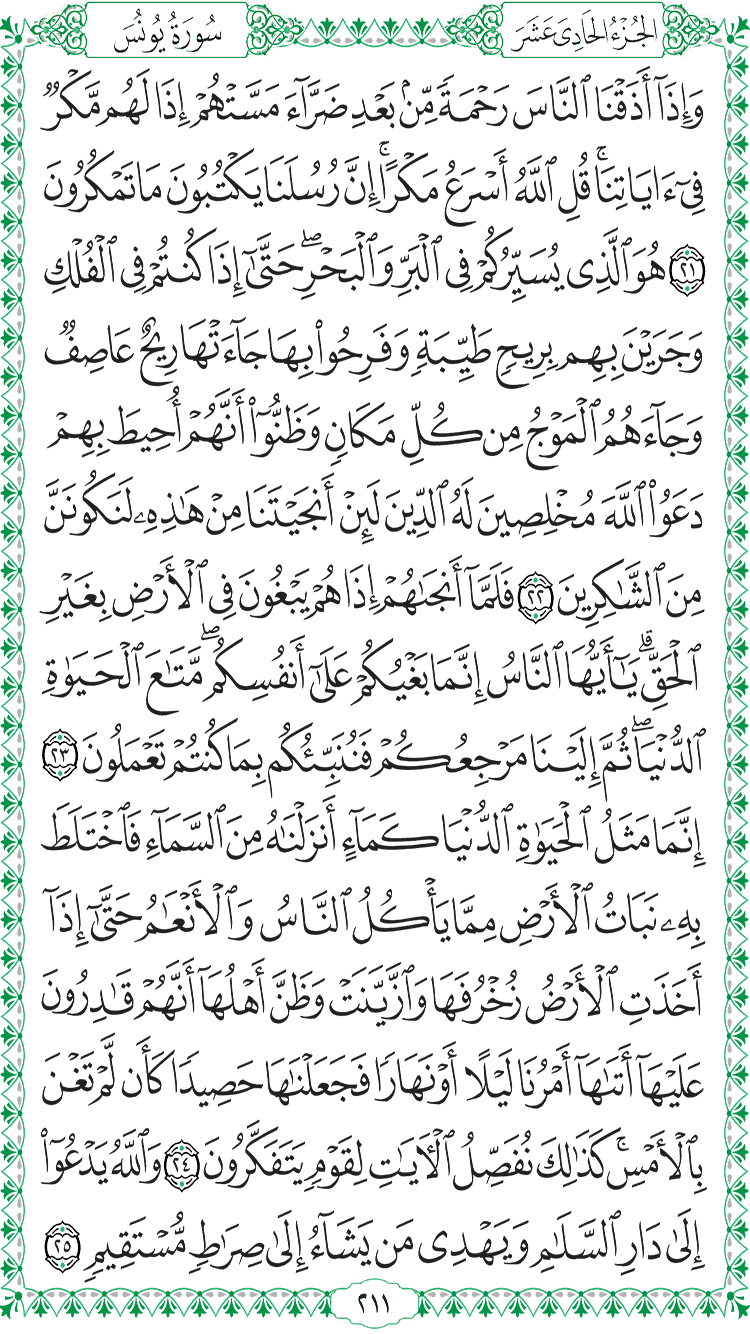 الجُزْءُ الحَادِي عَشَر
سُورَةُ يُونُس
وَإِذَآ أَذَقْنَا ٱلنَّاسَ رَحْمَةً مِّنۢ بَعْدِ ضَرَّآءَ مَسَّتْهُمْ إِذَا لَهُم مَّكْرٌ
فِىٓ ءَايَاتِنَا ۚ قُلِ ٱللَّهُ أَسْرَعُ مَكْرًا ۚ إِنَّ رُسُلَنَا يَكْتُبُونَ مَا تَمْكُرُونَ
٢١ هُوَ ٱلَّذِى يُسَيِّرُكُمْ فِى ٱلْبَرِّ وَٱلْبَحْرِ ۖ حَتَّىٰٓ إِذَا كُنتُمْ فِى ٱلْفُلْكِ
وَجَرَيْنَ بِهِم بِرِيحٍ طَيِّبَةٍ وَفَرِحُوا۟ بِهَا جَآءَتْهَا رِيحٌ عَاصِفٌ
وَجَآءَهُمُ ٱلْمَوْجُ مِن كُلِّ مَكَانٍ وَظَنُّوٓا۟ أَنَّهُمْ أُحِيطَ بِهِمْ
دَعَوُا۟ ٱللَّهَ مُخْلِصِينَ لَهُ ٱلدِّينَ لَئِنْ أَنجَيْتَنَا مِنْ هَٰذِهِۦ لَنَكُونَنَّ
مِنَ ٱلشَّٰكِرِينَ ٢٢ فَلَمَّآ أَنجَىٰهُمْ إِذَا هُمْ يَبْغُونَ فِى ٱلْأَرْضِ بِغَيْرِ
ٱلْحَقِّ ۗ يَٰٓأَيُّهَا ٱلنَّاسُ إِنَّمَا بَغْيُكُمْ عَلَىٰٓ أَنفُسِكُم ۖ مَّتَٰعَ ٱلْحَيَوٰةِ
ٱلدُّنْيَا ۖ ثُمَّ إِلَيْنَا مَرْجِعُكُمْ فَنُنَبِّئُكُم بِمَا كُنتُمْ تَعْمَلُونَ ٢٣
إِنَّمَا مَثَلُ ٱلْحَيَوٰةِ ٱلدُّنْيَا كَمَآءٍ أَنزَلْنَٰهُ مِنَ ٱلسَّمَآءِ فَٱخْتَلَطَ
بِهِۦ نَبَاتُ ٱلْأَرْضِ مِمَّا يَأْكُلُ ٱلنَّاسُ وَٱلْأَنْعَٰمُ حَتَّىٰٓ إِذَآ
أَخَذَتِ ٱلْأَرْضُ زُخْرُفَهَا وَٱزَّيَّنَتْ وَظَنَّ أَهْلُهَآ أَنَّهُمْ قَٰدِرُونَ
عَلَيْهَآ أَتَىٰهَآ أَمْرُنَا لَيْلًا أَوْ نَهَارًا فَجَعَلْنَٰهَا حَصِيدًا كَأَن لَّمْ تَغْنَ
بِٱلْأَمْسِ ۚ كَذَٰلِكَ نُفَصِّلُ ٱلْءَايَٰتِ لِقَوْمٍ يَتَفَكَّرُونَ ٢٤ وَٱللَّهُ يَدْعُوٓا۟
إِلَىٰ دَارِ ٱلسَّلَٰمِ وَيَهْدِى مَن يَشَآءُ إِلَىٰ صِرَٰطٍ مُّسْتَقِيمٍ ٢٥
٢١١